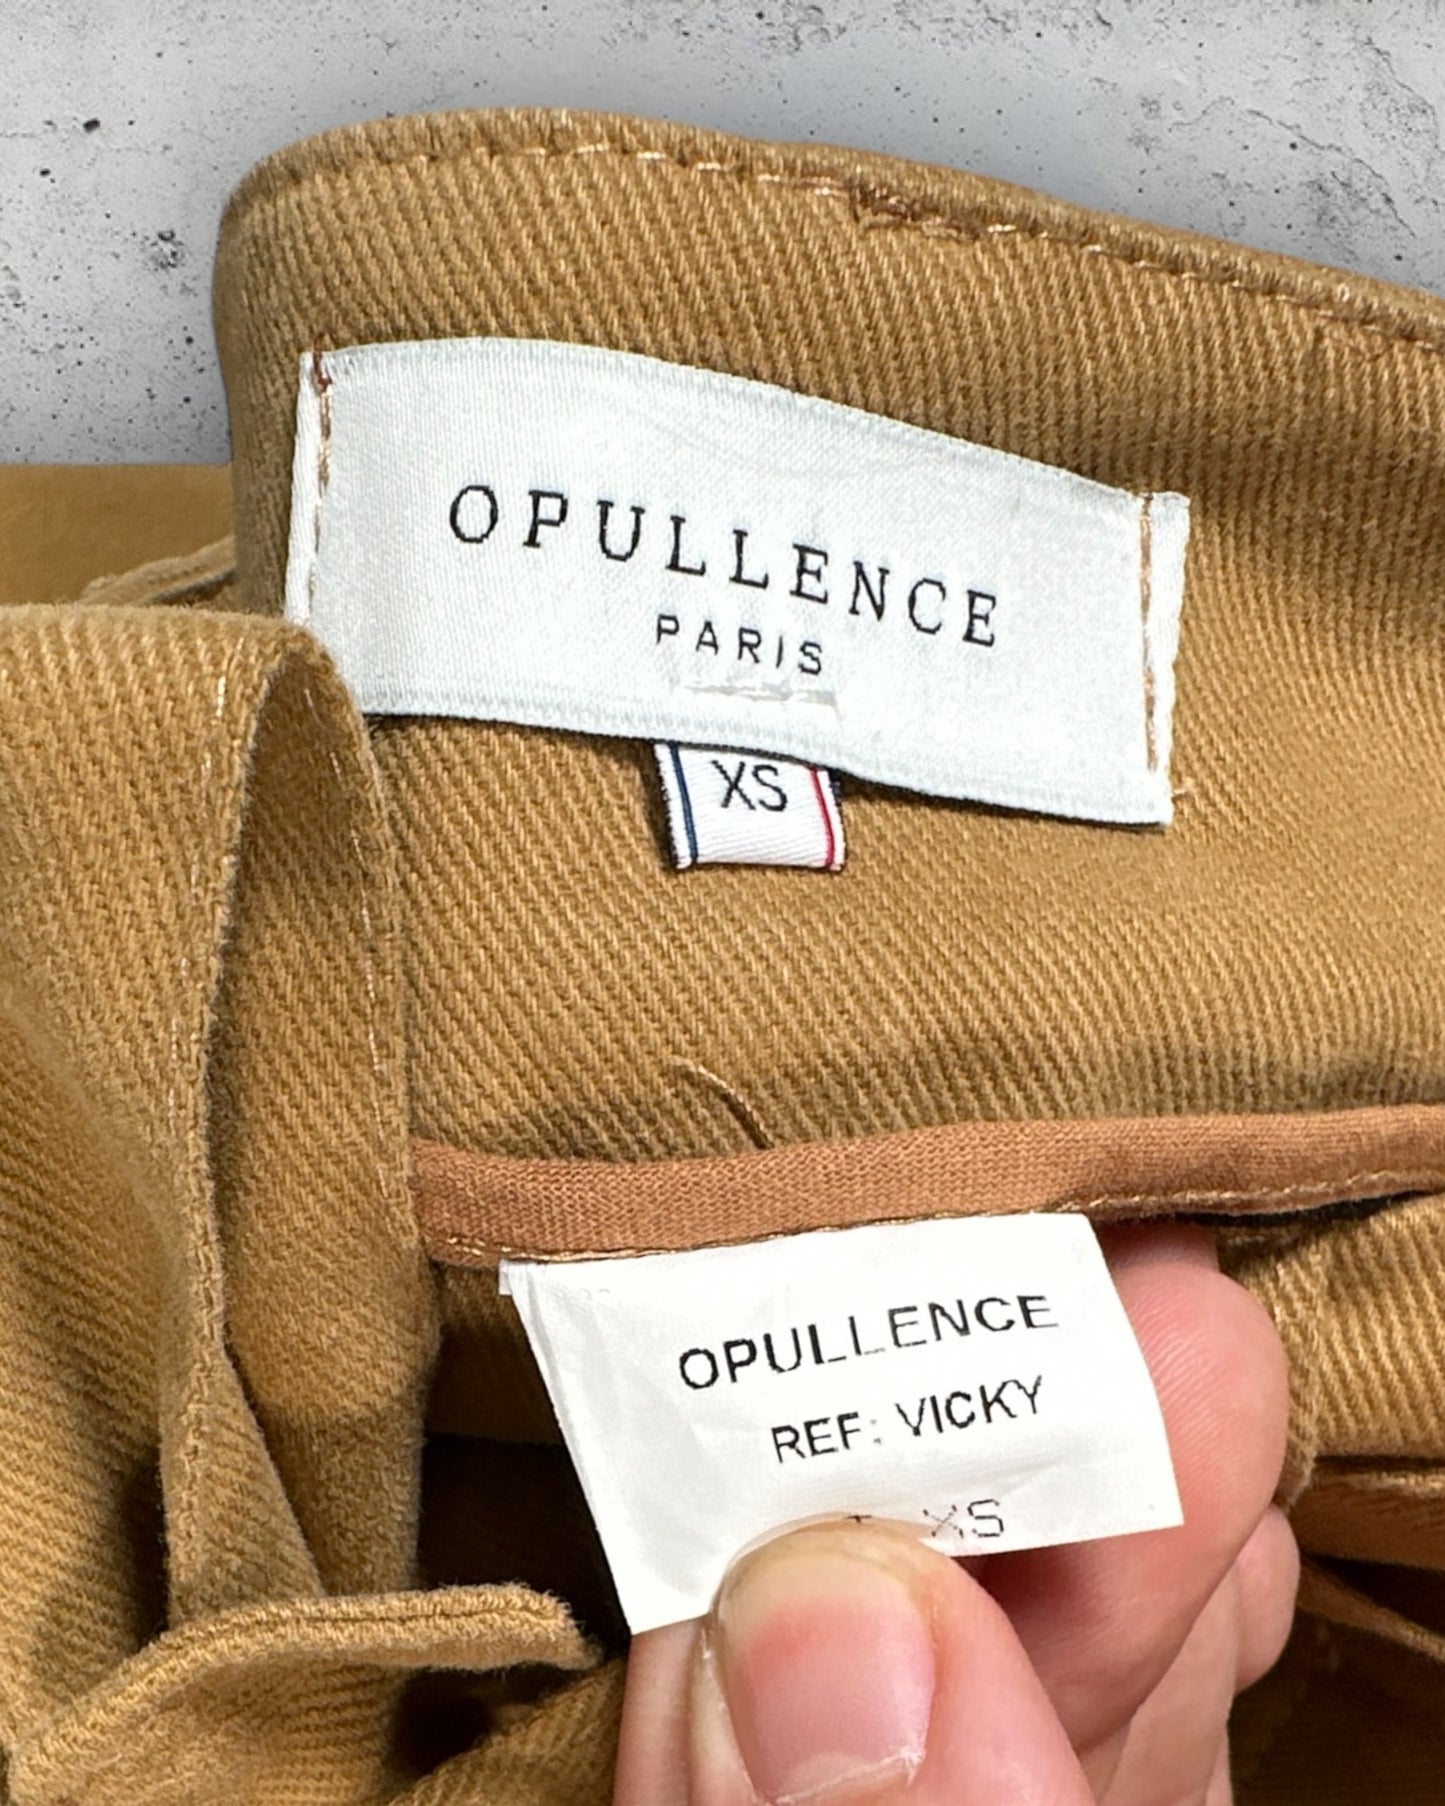 OPULLENCE
PARIS
XS
OPULLENCE
REF: VICKY
XS